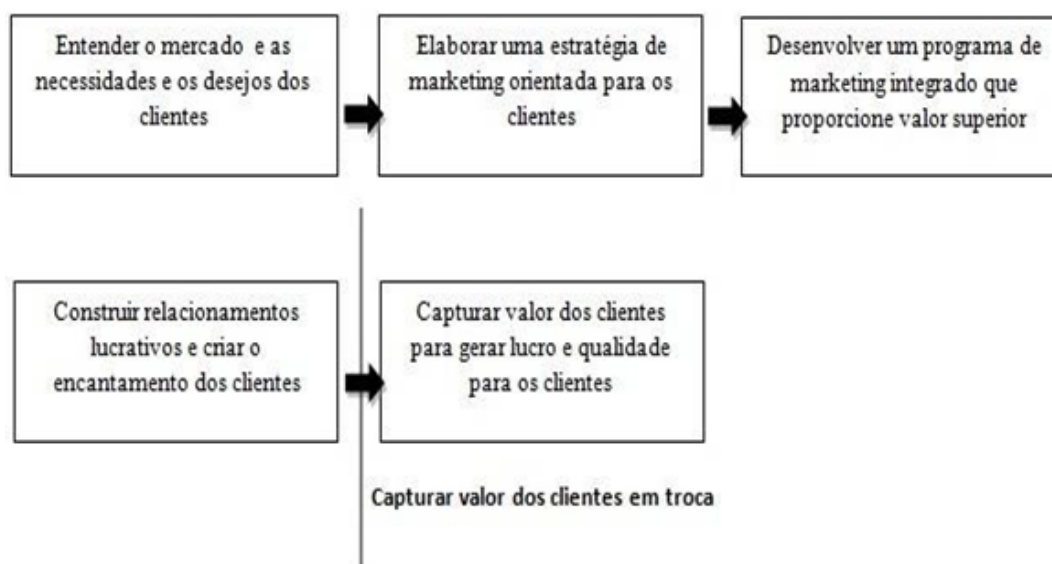 Entender o mercado e as
necessidades e os desejos dos
clientes
Elaborar uma estratégia de
marketing orientada para os
clientes
Desenvolver um programa de
marketing integrado que
proporcione valor superior
Construir relacionamentos
lucrativos e criar o
encantamento dos clientes
Capturar valor dos clientes
para gerar lucro e qualidade
para os clientes
Capturar valor dos clientes em troca